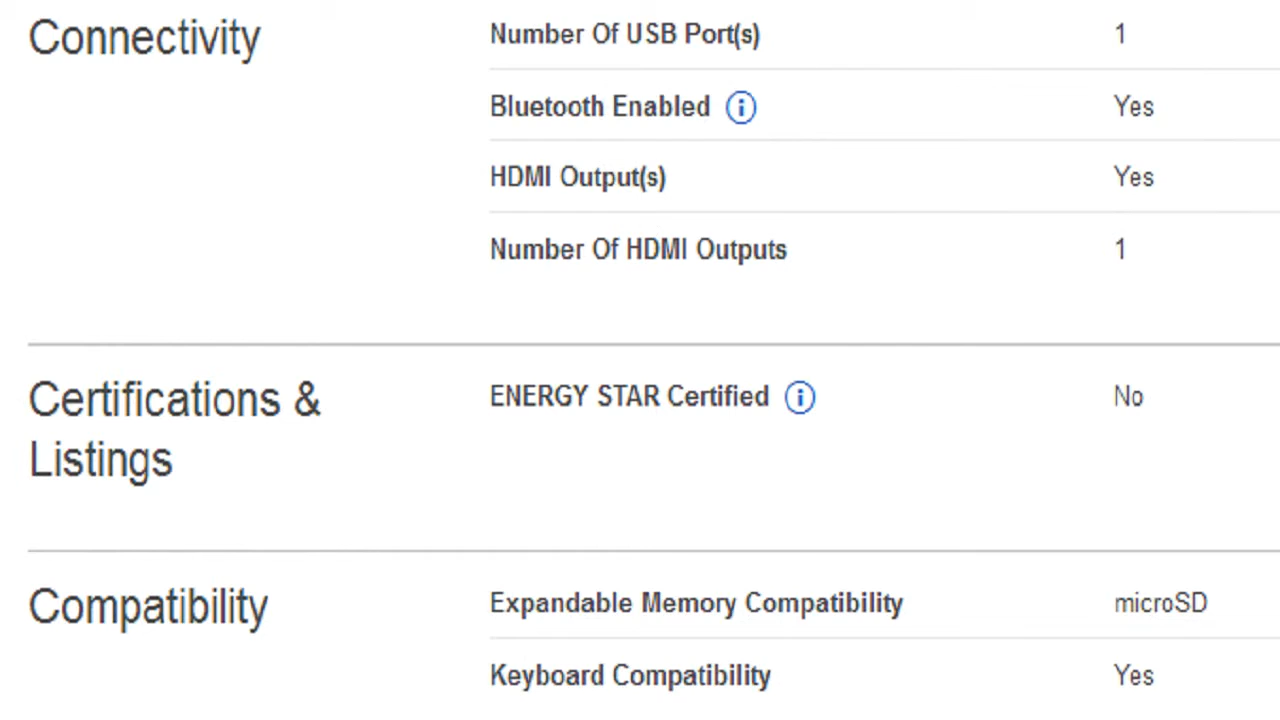 Connectivity
Number Of USB Port(s) 1
Bluetooth Enabled i Yes
HDMI Output(s) Yes
Number Of HDMI Outputs 1
Certifications &
Listings
ENERGY STAR Certified i No
Compatibility
Expandable Memory Compatibility microSD
Keyboard Compatibility Yes